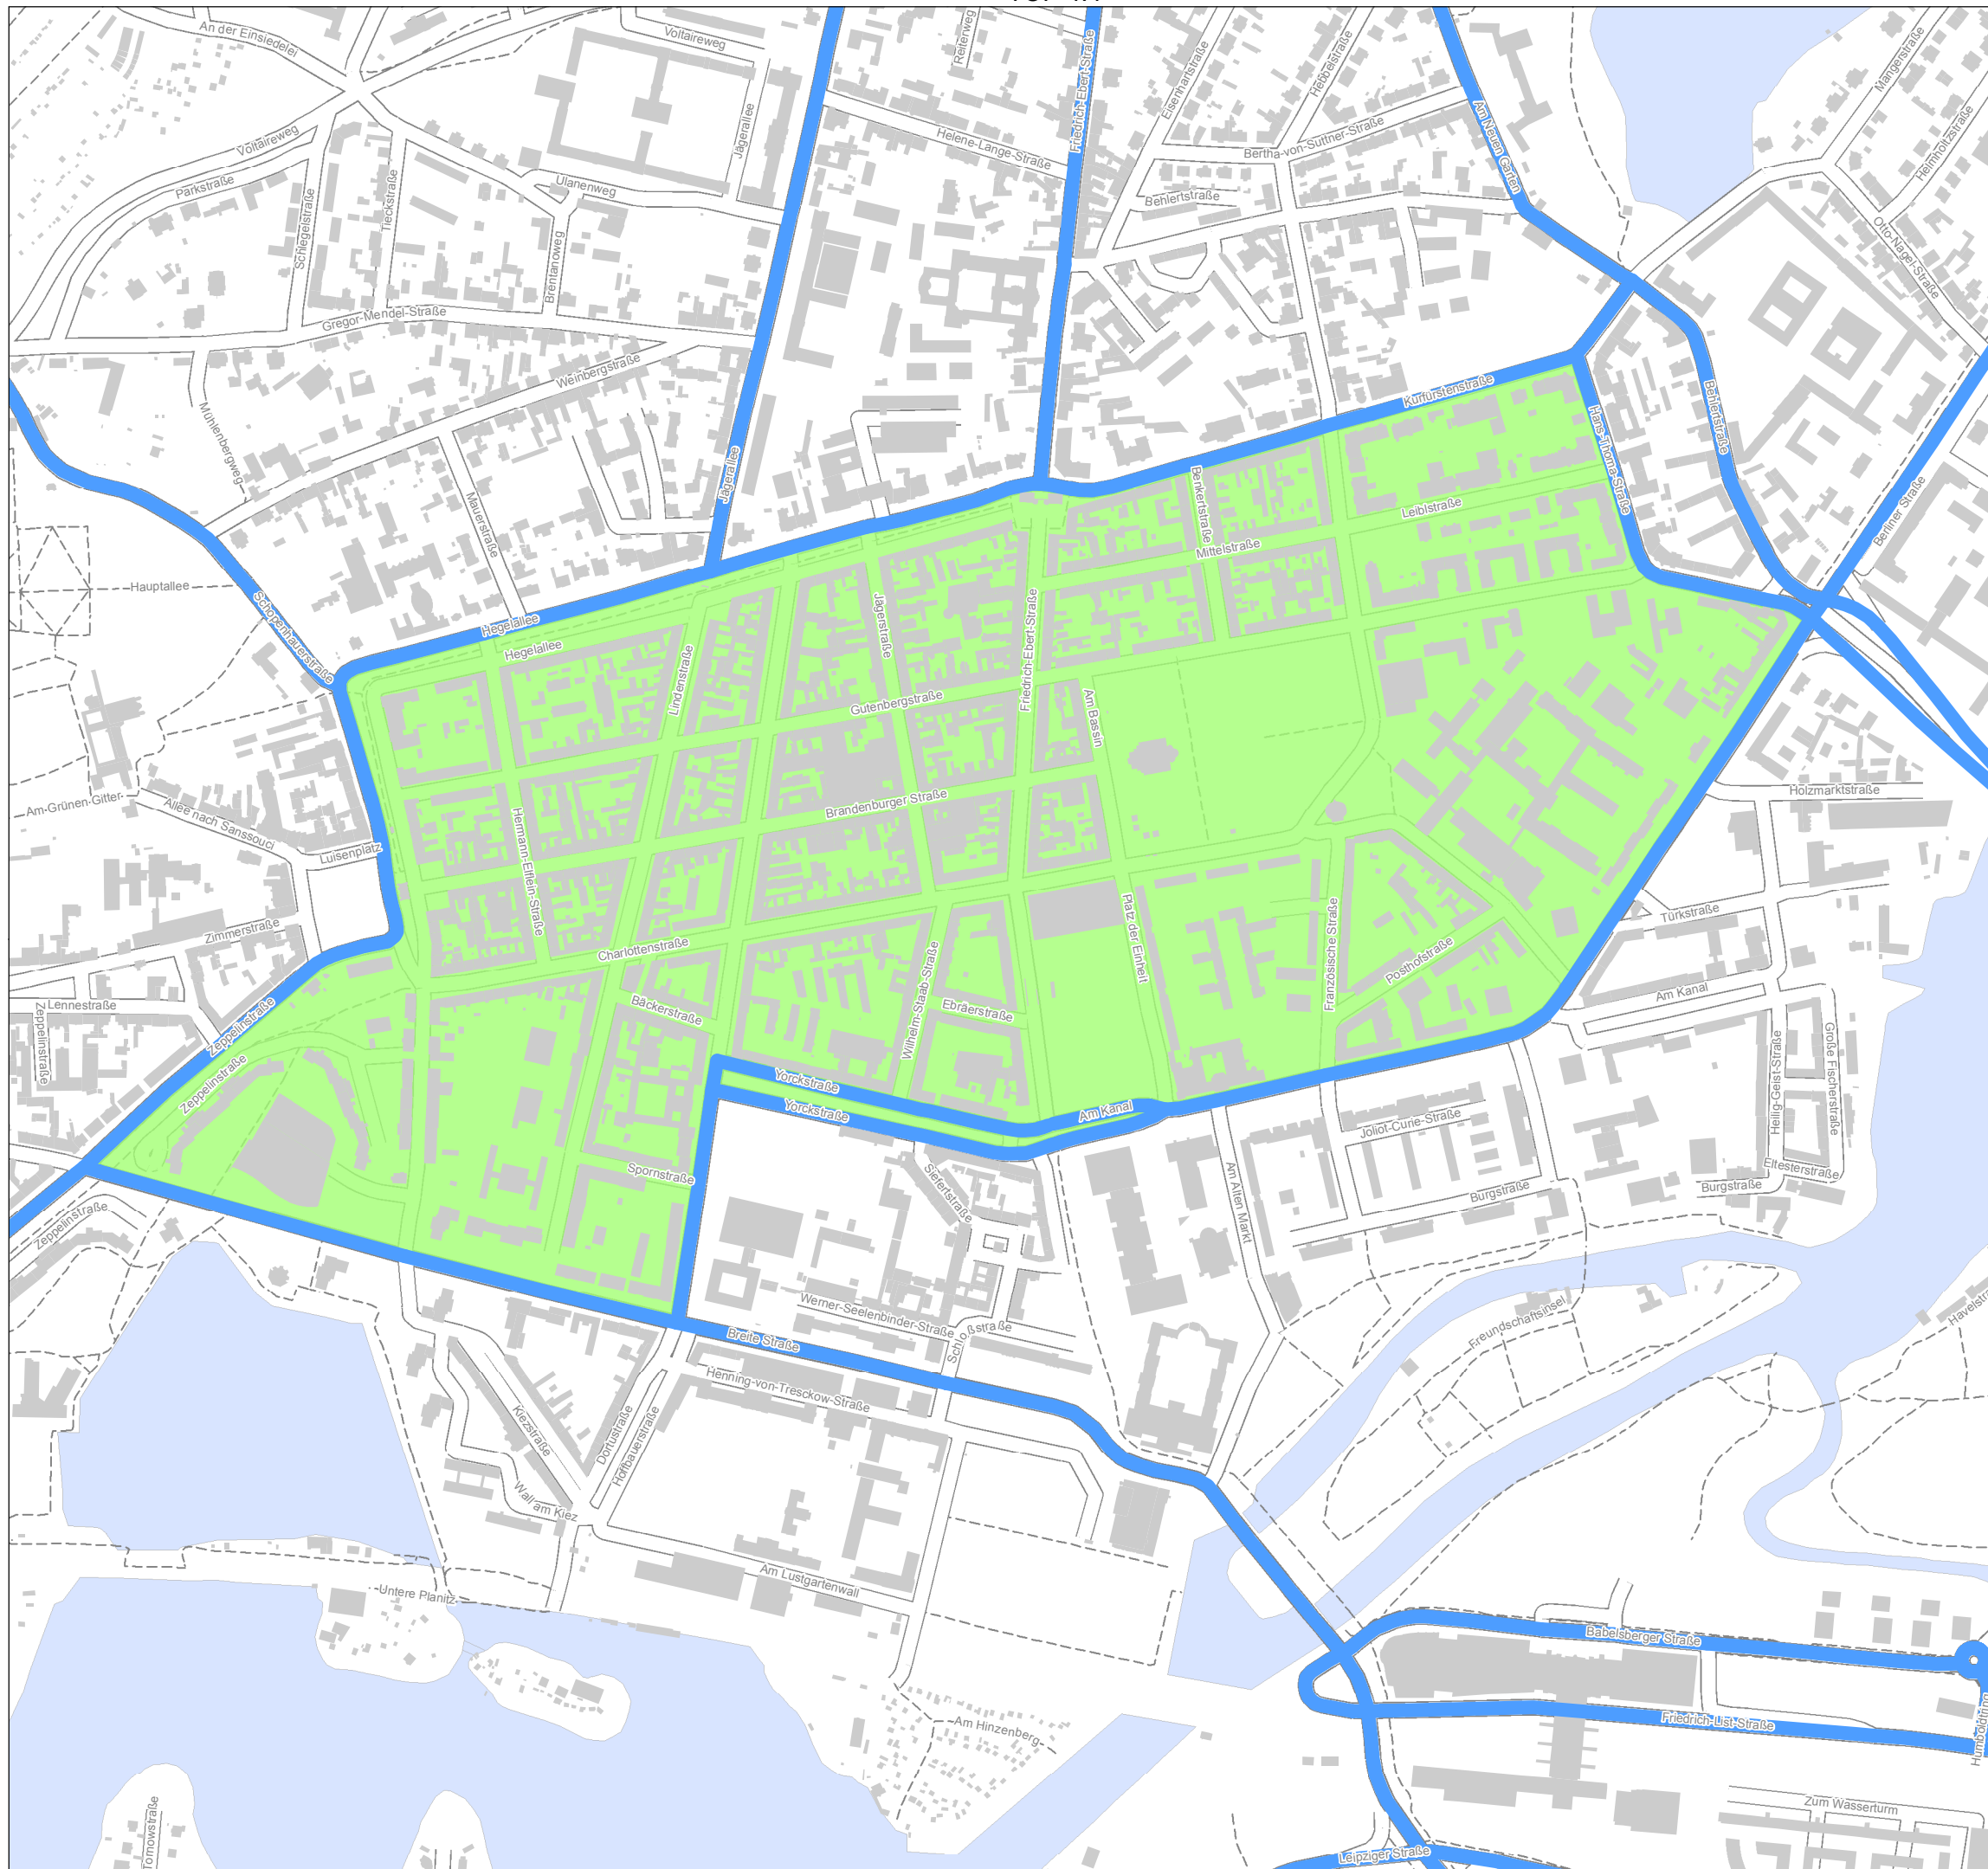 An der Einsiedelei
Voltaireweg
Reiterweg
Friedrich-Ebert-Straße
Eisenhartstraße
Hebbelstraße
Mangerstraße
Jägerallee
Voltaireweg
Helene-Lange-Straße
Bertha-von-Suttner-Straße
Am Neuen Garten
Helmholtzstraße
Parkstraße
Schlegelstraße
Tieckstraße
Ulanenweg
Behlertstraße
Brentanoweg
Otto-Nagel-Straße
Gregor-Mendel-Straße
Weinbergstraße
Kurfürstenstraße
Hans-Thoma-Straße
Behlertstraße
Mühlenbergweg
Mauerstraße
Jägerallee
Benkertstraße
Leiblstraße
Berliner Straße
Mittelstraße
Hauptallee
Schopenhauerstraße
Hegelallee
Hegelallee
Jägerstraße
Friedrich-Ebert-Straße
Lindenstraße
Gutenbergstraße
Am Bassin
Am Grünen Gitter
Allee nach Sanssouci
Luisenplatz
Hermann-Elflein-Straße
Brandenburger Straße
Holzmarktstraße
Zimmerstraße
Charlottenstraße
Platz der Einheit
Französische Straße
Posthofstraße
Türkstraße
Lennestraße
Zeppelinstraße
Zeppelinstraße
Bäckerstraße
Wilhelm-Staab-Straße
Ebräerstraße
Am Kanal
Heilig-Geist-Straße
Große Fischerstraße
Zeppelinstraße
Yorckstraße
Yorckstraße
Am Kanal
Joliot-Curie-Straße
Spornstraße
Siefertstraße
Am Alten Markt
Burgstraße
Burgstraße
Eltesterstraße
Zeppelinstraße
Werner-Seelenbinder-Straße
Schloßstraße
Breite Straße
Freundschaftsinsel
Henning-von-Tresckow-Straße
Kiezstraße
Dortustraße
Hoffbauerstraße
Wall am Kiez
Am Lustgartenwall
Untere Planitz
Babelsberger Straße
Am Hinzenberg
Friedrich-List-Straße
Humboldtring
Tornowstraße
Zum Wasserturm
Leipziger Straße